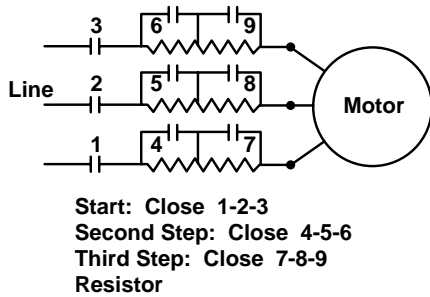 3 6 9
Line 2 5 8 Motor
1 4 7
Start: Close 1-2-3
Second Step: Close 4-5-6
Third Step: Close 7-8-9
Resistor